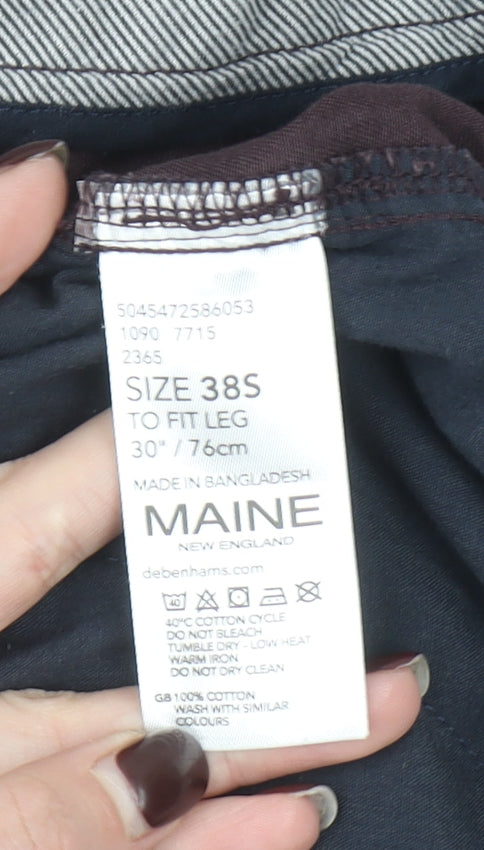 5045472586053
1090 7715
2365
SIZE 38S
TO FIT LEG
30" / 76cm
MADE IN BANGLADESH
MAINE
NEW ENGLAND
debenhams.com
40
40°C COTTON CYCLE
DO NOT BLEACH
TUMBLE DRY - LOW HEAT
WARM IRON
DO NOT DRY CLEAN
GB 100% COTTON
WASH WITH SIMILAR
COLOURS